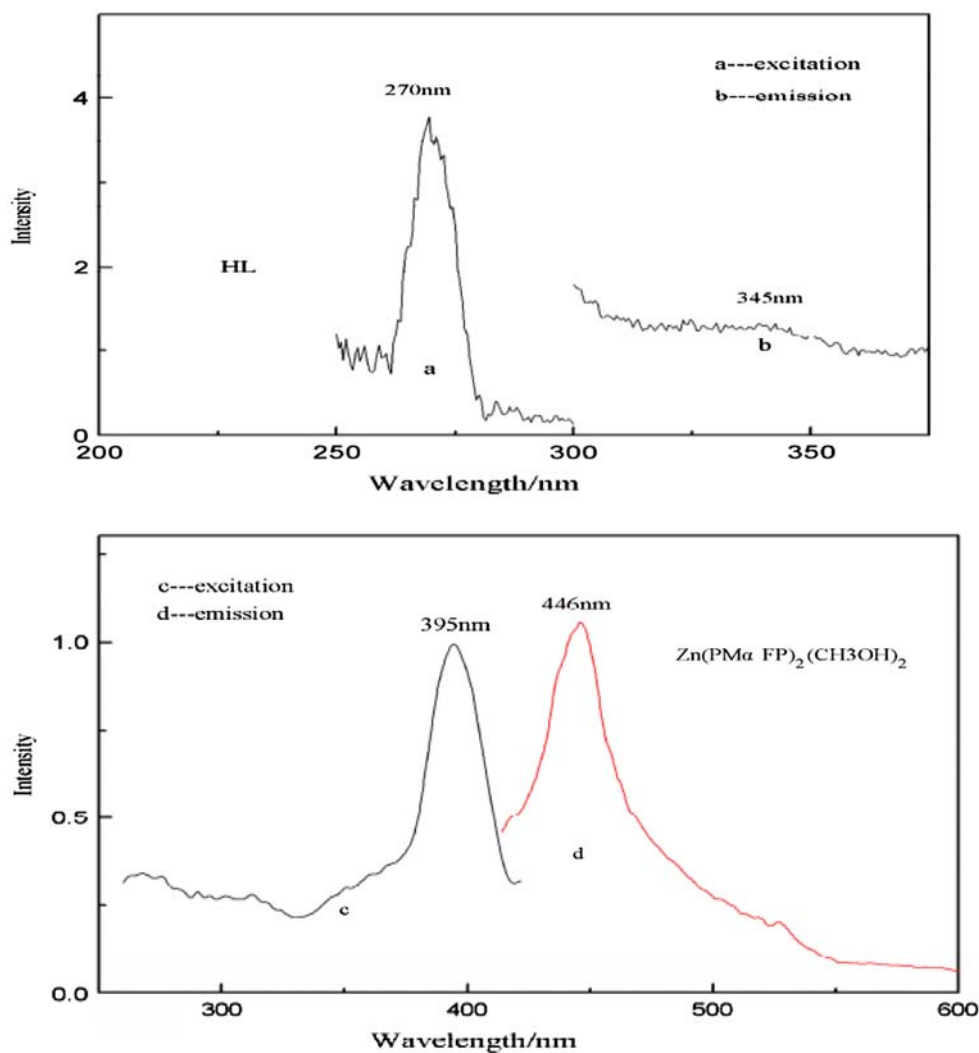 a---excitation
b---emission
270nm
4
Intensity
2
HL
345nm
a
b
0
200
250
300
350
Wavelength/nm
c---excitation
d---emission
395nm
446nm
Zn(PMα FP)₂(CH3OH)₂
1.0
Intensity
0.5
c
d
0.0
300
400
500
600
Wavelength/nm